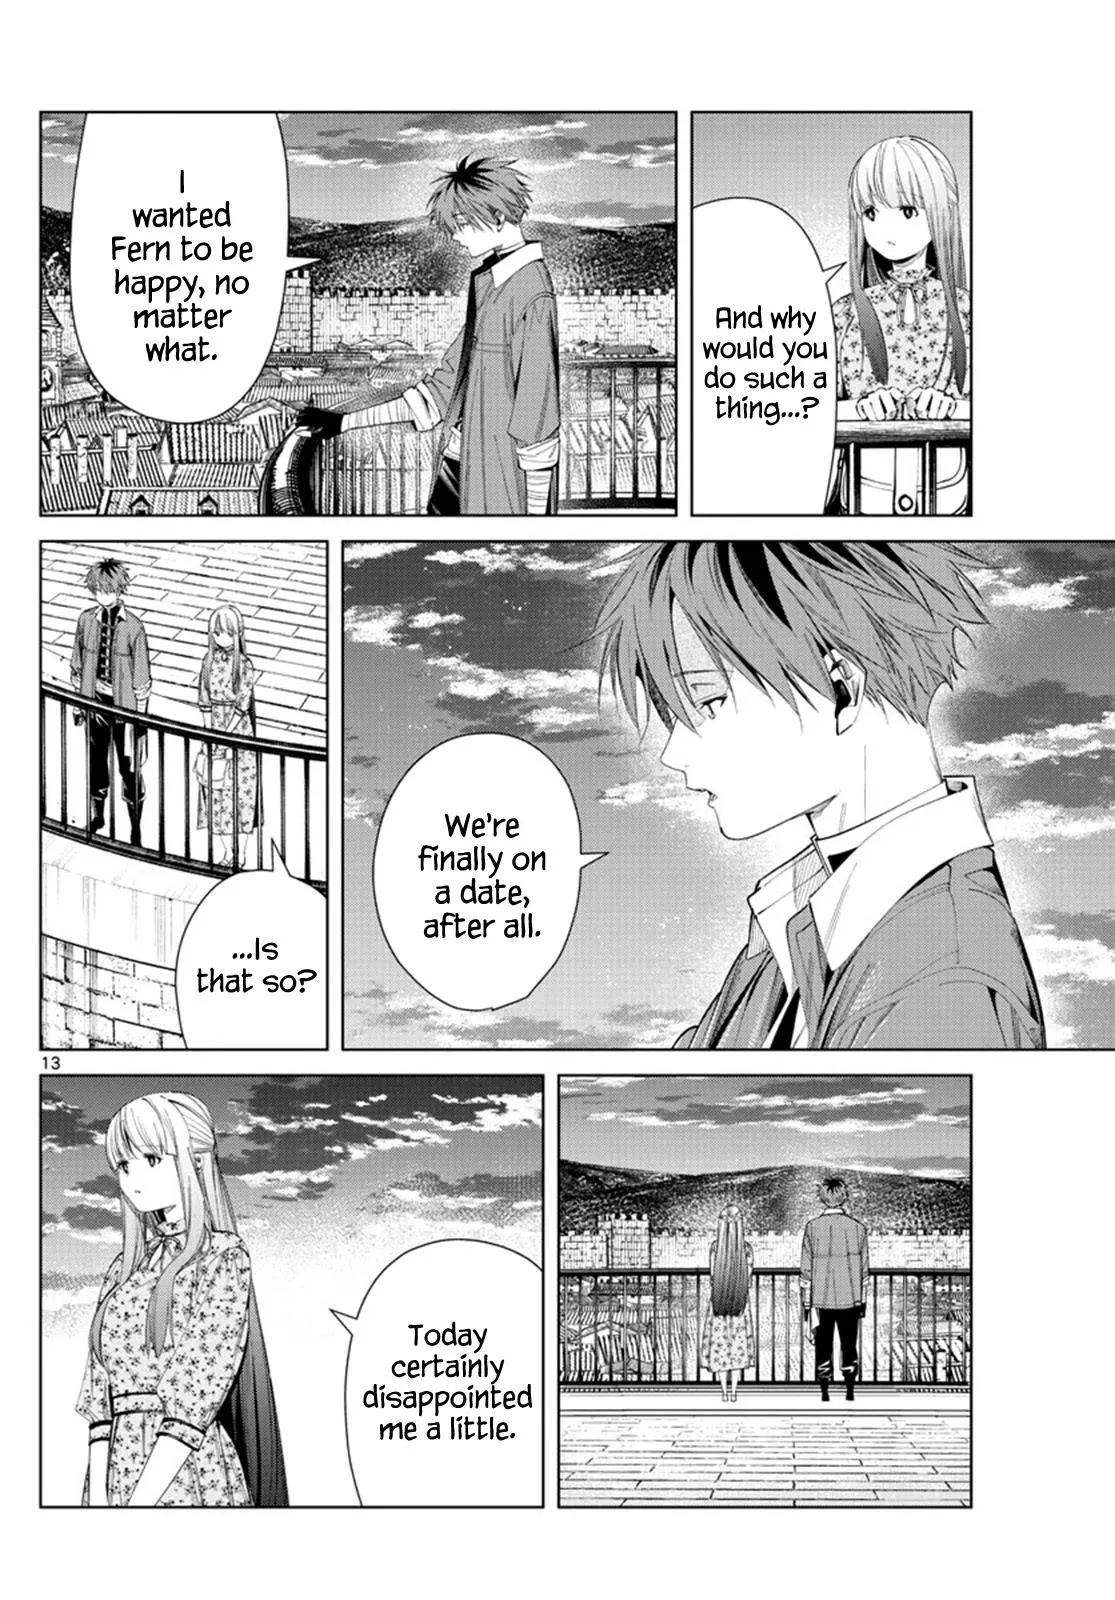 And why
would you
do such a
thing...?
I
wanted
Fern to be
happy, no
matter
what.
We're
finally on
a date,
after all.
...Is
that so?
13
Today
certainly
disappointed
me a little.